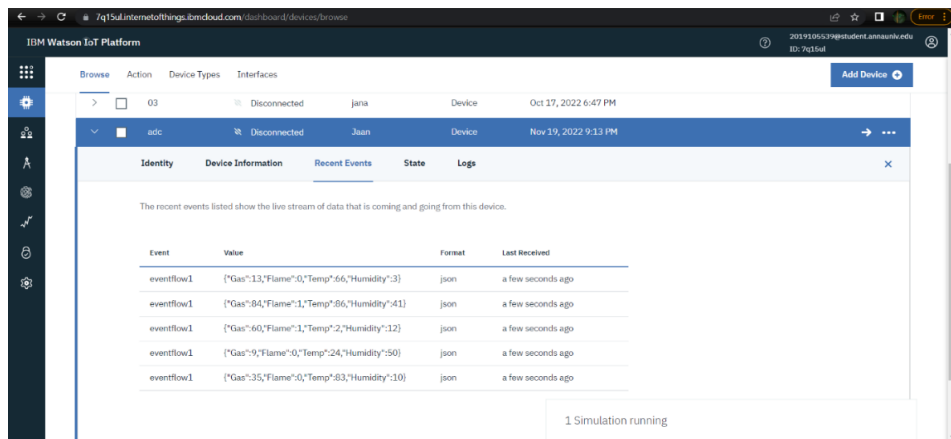 7q15ul.internetofthings.ibmcloud.com/dashboard/devices/browse
Error
IBM Watson IoT Platform
2019105539@student.annauniv.edu
ID: 7q15ul
Browse Action Device Types Interfaces
Add Device
03 Disconnected jana Device Oct 17, 2022 6:47 PM
adc Disconnected Jaan Device Nov 19, 2022 9:13 PM
Identity Device Information Recent Events State Logs
The recent events listed show the live stream of data that is coming and going from this device.
Event Value Format Last Received
eventflow1 {"Gas":13,"Flame":0,"Temp":66,"Humidity":3} json a few seconds ago
eventflow1 {"Gas":84,"Flame":1,"Temp":86,"Humidity":41} json a few seconds ago
eventflow1 {"Gas":60,"Flame":1,"Temp":2,"Humidity":12} json a few seconds ago
eventflow1 {"Gas":9,"Flame":0,"Temp":24,"Humidity":50} json a few seconds ago
eventflow1 {"Gas":35,"Flame":0,"Temp":83,"Humidity":10} json a few seconds ago
1 Simulation running